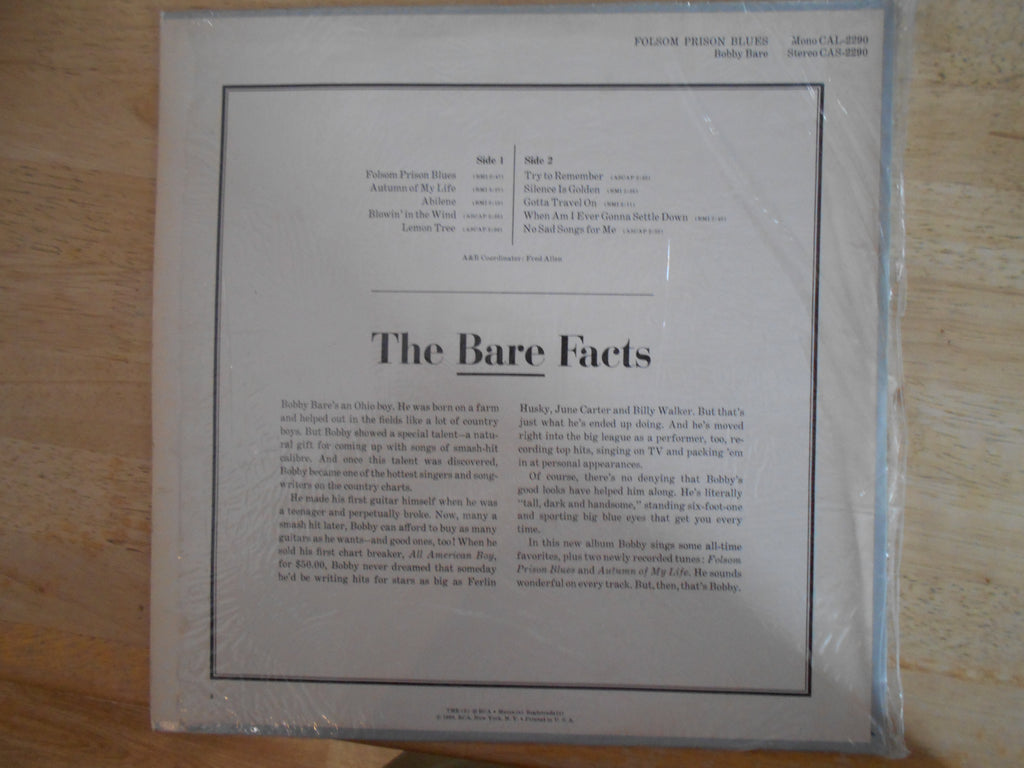 FOLSOM PRISON BLUES Mono CAL-2290
Bobby Bare Stereo CAS-2290
Side 1
Folsom Prison Blues
Autumn of My Life
Abilene
Blowin' in the Wind
Lemon Tree
Side 2
Try to Remember
Silence Is Golden
Gotta Travel On
When Am I Ever Gonna Settle Down
No Sad Songs for Me
A&R Coordinator: Fred Allen
The Bare Facts
Bobby Bare's an Ohio boy. He was born on a farm
and helped out in the fields like a lot of country
boys. But Bobby showed a special talent—a natu-
ral gift for coming up with songs of smash-hit
calibre. And once this talent was discovered,
Bobby became one of the hottest singers and song-
writers on the country charts.
He made his first guitar himself when he was
a teenager and perpetually broke. Now, many a
smash hit later, Bobby can afford to buy as many
guitars as he wants—and good ones, too! When he
sold his first chart breaker, All American Boy,
for $50.00, Bobby never dreamed that someday
he'd be writing hits for stars as big as Ferlin
Husky, June Carter and Billy Walker. But that's
just what he's ended up doing. And he's moved
right into the big league as a performer, too, re-
cording top hits, singing on TV and packing 'em
in at personal appearances.
Of course, there's no denying that Bobby's
good looks have helped him along. He's literally
"tall, dark and handsome," standing six-foot-one
and sporting big blue eyes that get you every
time.
In this new album Bobby sings some all-time
favorites, plus two newly recorded tunes: Folsom
Prison Blues and Autumn of My Life. He sounds
wonderful on every track. But, then, that's Bobby.
RCA, New York, N.Y. • Printed in U.S.A.